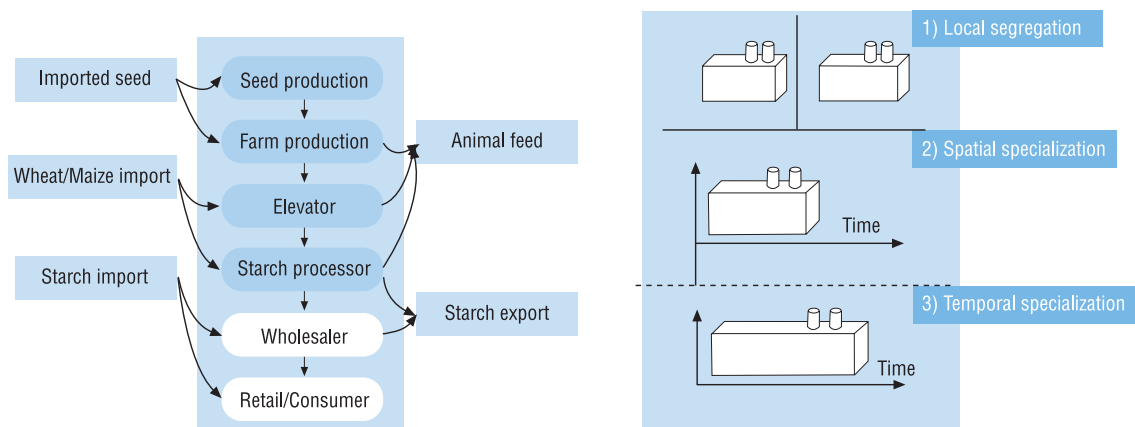 Imported seed
Wheat/Maize import
Starch import
Seed production
Farm production
Elevator
Starch processor
Wholesaler
Retail/Consumer
Animal feed
Starch export
1) Local segregation
2) Spatial specialization
Time
3) Temporal specialization
Time